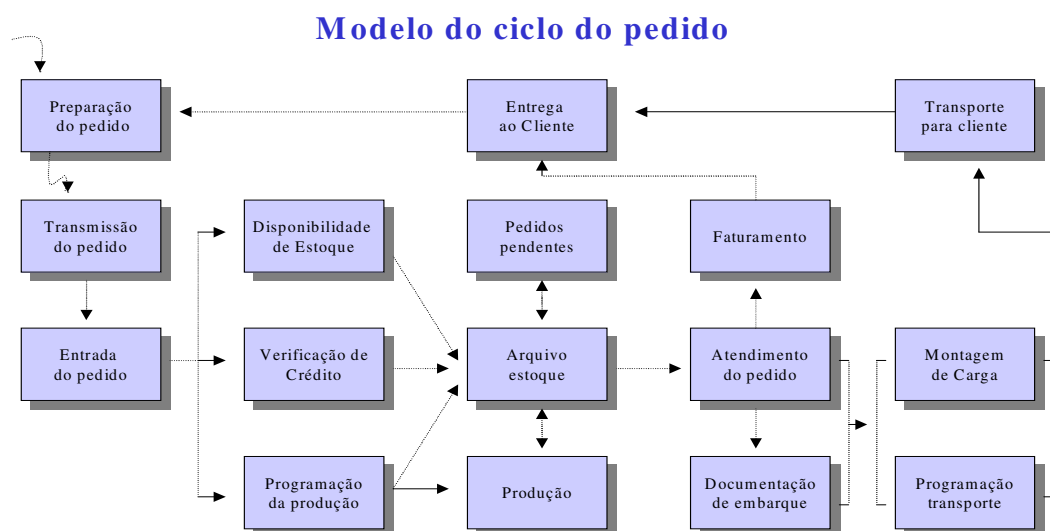 Modelo do ciclo do pedido
Preparação
do pedido
Entrega
ao Cliente
Transporte
para cliente
Transmissão
do pedido
Disponibilidade
de Estoque
Pedidos
pendentes
Faturamento
Entrada
do pedido
Verificação de
Crédito
Arquivo
estoque
Atendimento
do pedido
Montagem
de Carga
Programação
da produção
Produção
Documentação
de embarque
Programação
transporte